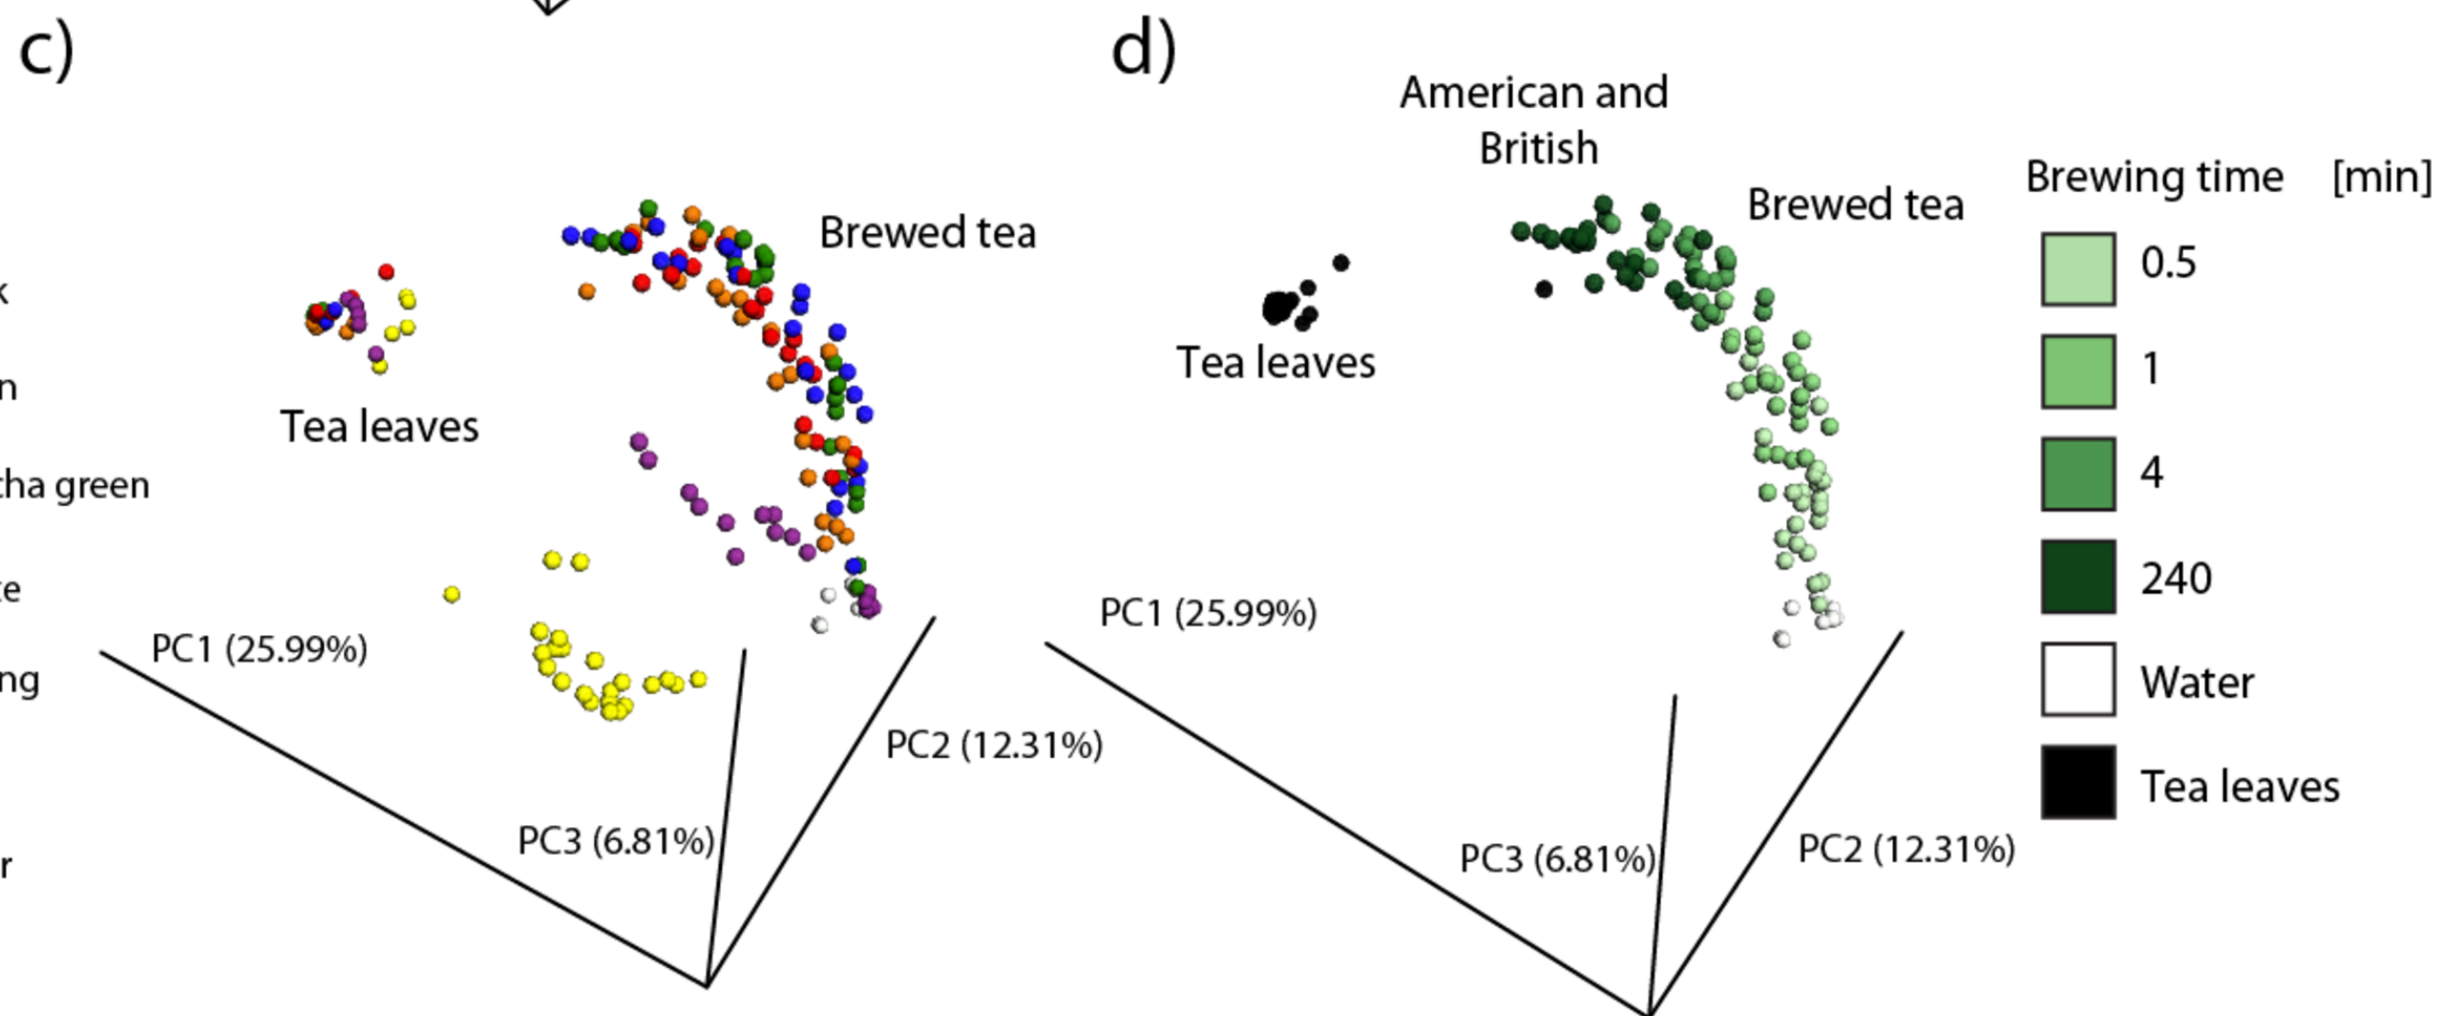 c)
Brewed tea
Tea leaves
cha green
PC1 (25.99%)
PC3 (6.81%)
PC2 (12.31%)
d)
American and
British
Brewed tea
Tea leaves
PC1 (25.99%)
PC3 (6.81%)
PC2 (12.31%)
Brewing time [min]
0.5
1
4
240
Water
Tea leaves